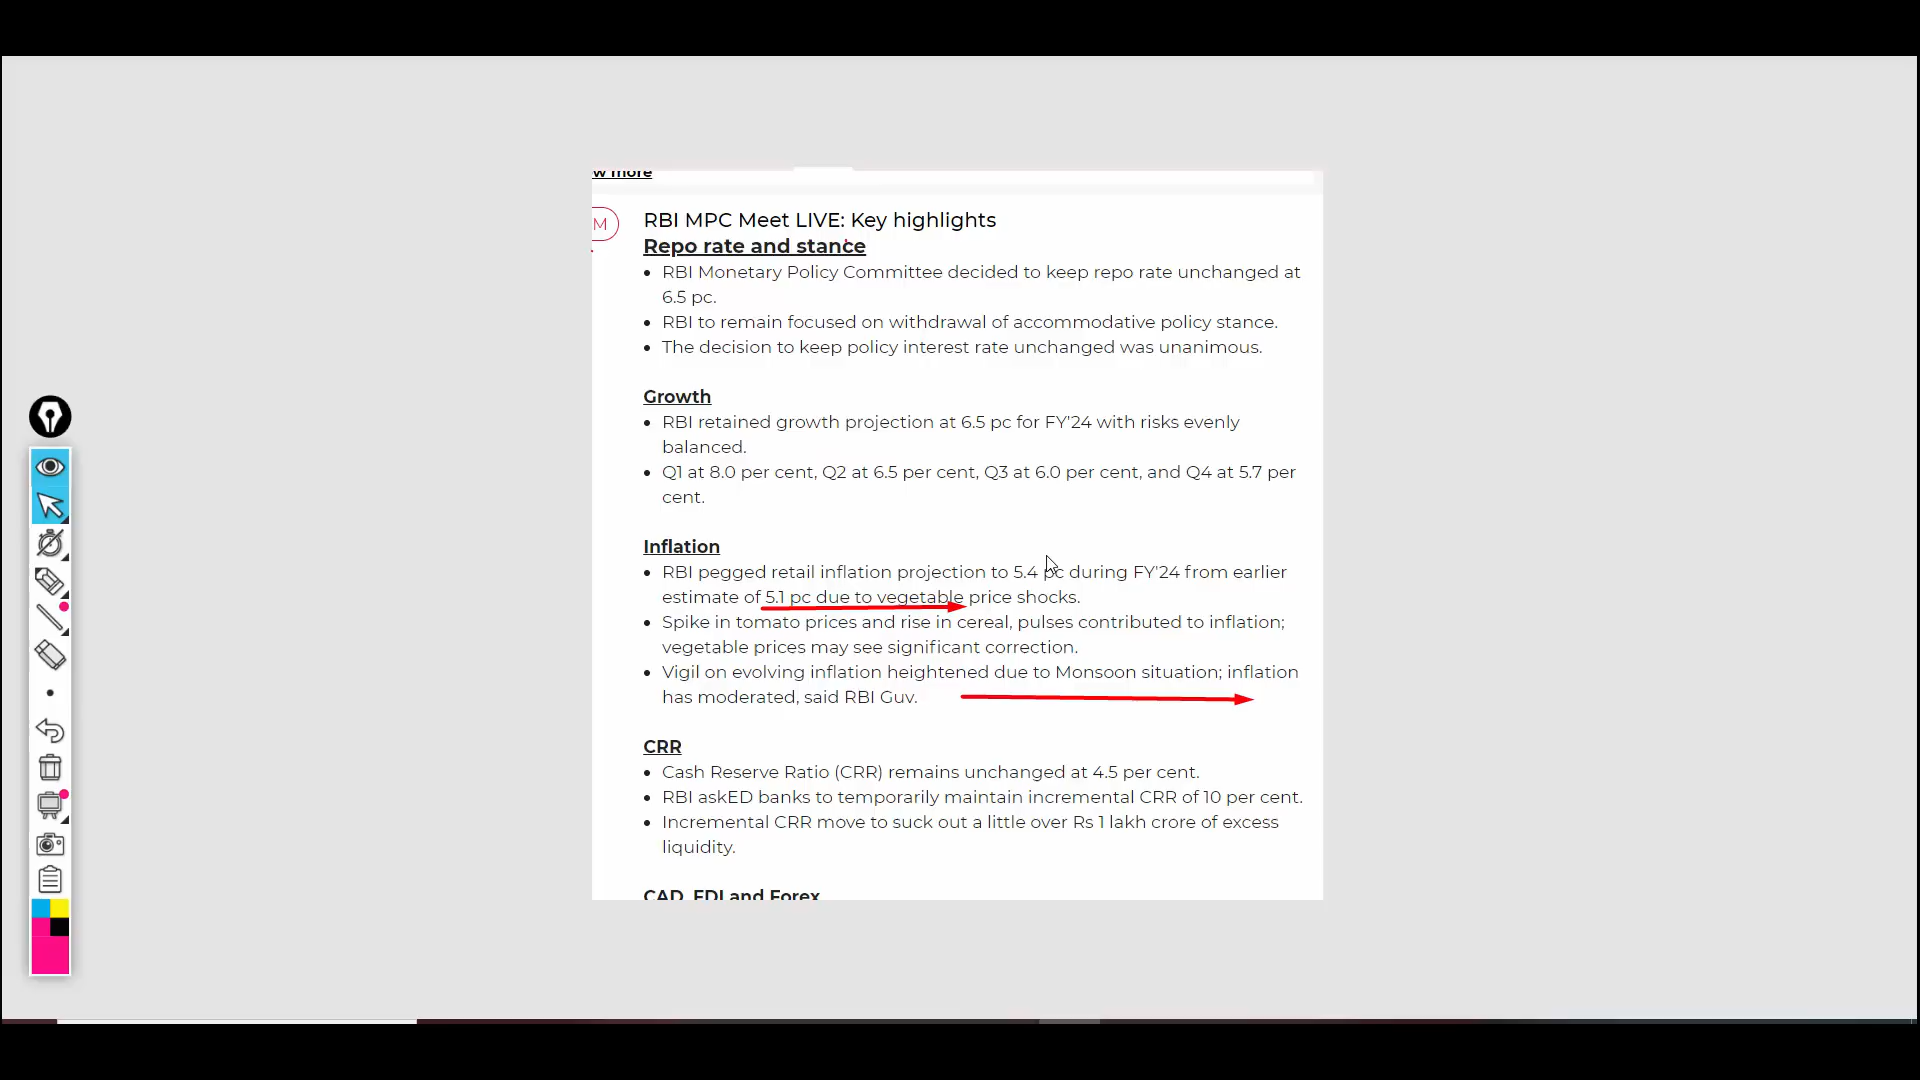 w more
M
RBI MPC Meet LIVE: Key highlights
Repo rate and stance
• RBI Monetary Policy Committee decided to keep repo rate unchanged at
6.5 pc.
• RBI to remain focused on withdrawal of accommodative policy stance.
• The decision to keep policy interest rate unchanged was unanimous.
Growth
• RBI retained growth projection at 6.5 pc for FY'24 with risks evenly
balanced.
• Q1 at 8.0 per cent, Q2 at 6.5 per cent, Q3 at 6.0 per cent, and Q4 at 5.7 per
cent.
Inflation
• RBI pegged retail inflation projection to 5.4 pc during FY'24 from earlier
estimate of 5.1 pc due to vegetable price shocks.
• Spike in tomato prices and rise in cereal, pulses contributed to inflation;
vegetable prices may see significant correction.
• Vigil on evolving inflation heightened due to Monsoon situation; inflation
has moderated, said RBI Guv.
CRR
• Cash Reserve Ratio (CRR) remains unchanged at 4.5 per cent.
• RBI askED banks to temporarily maintain incremental CRR of 10 per cent.
• Incremental CRR move to suck out a little over Rs 1 lakh crore of excess
liquidity.
CAD, FDI and Forex